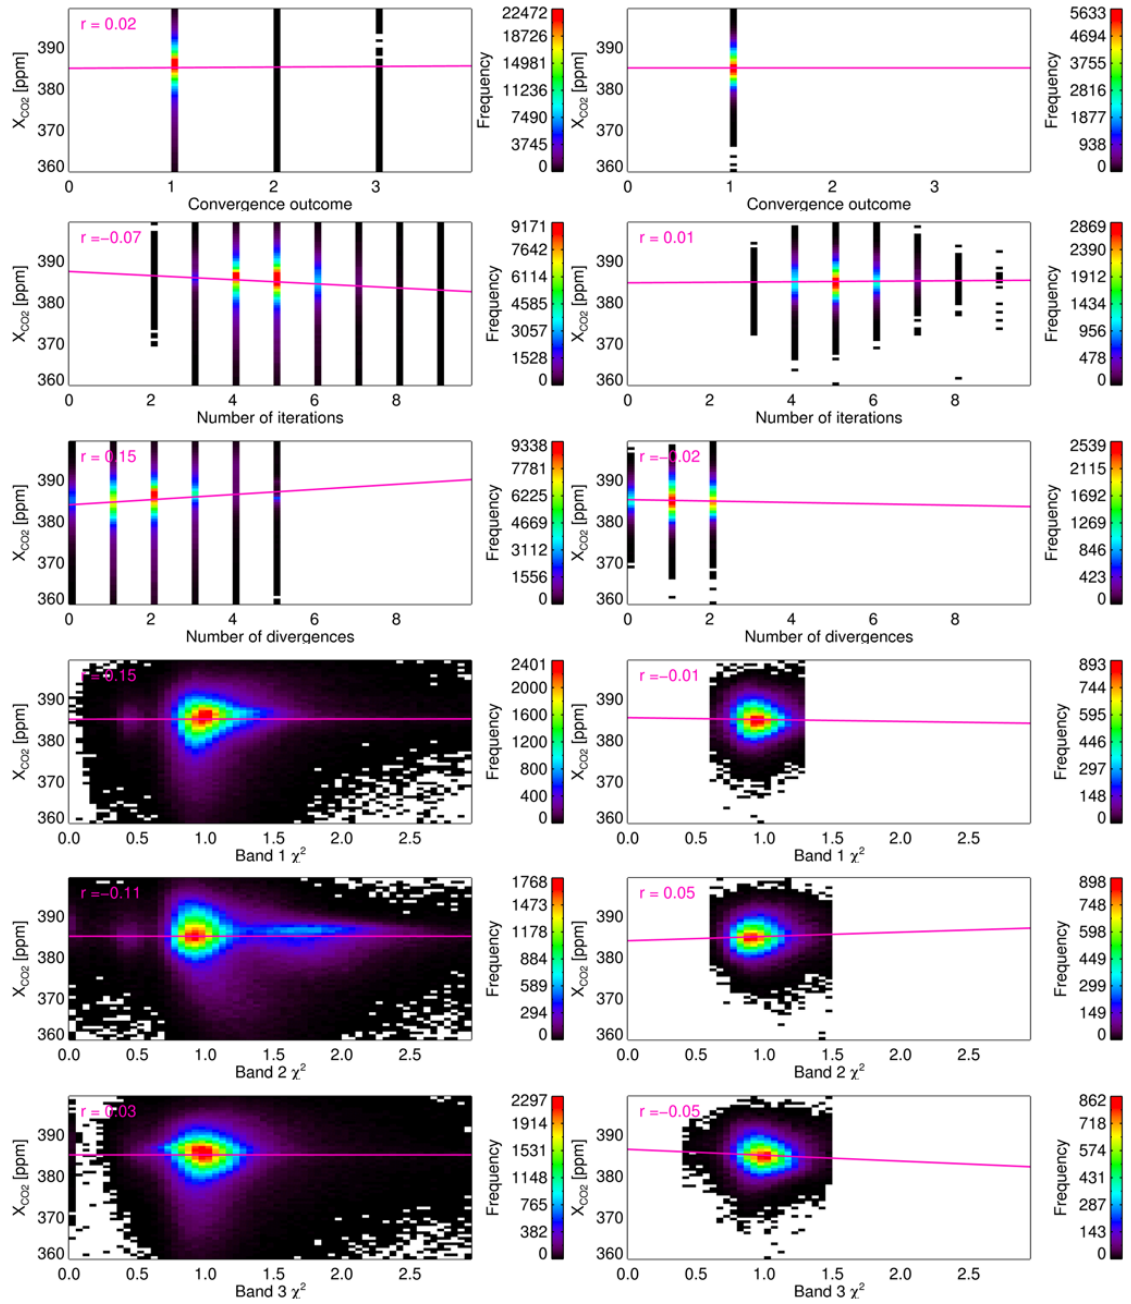 r = 0.02
X_CO2 [ppm]
390
380
370
360
0 1 2 3
Convergence outcome
Frequency
22472
18726
14981
11236
7490
3745
0
X_CO2 [ppm]
390
380
370
360
0 1 2 3
Convergence outcome
Frequency
5633
4694
3755
2816
1877
938
0
r =-0.07
X_CO2 [ppm]
390
380
370
360
0 2 4 6 8
Number of iterations
Frequency
9171
7642
6114
4585
3057
1528
0
r = 0.01
X_CO2 [ppm]
390
380
370
360
0 2 4 6 8
Number of iterations
Frequency
2869
2391
1912
1434
956
478
0
r = 0.15
X_CO2 [ppm]
390
380
370
360
0 2 4 6 8
Number of divergences
Frequency
9338
7781
6225
4669
3112
1556
0
r =-0.02
X_CO2 [ppm]
390
380
370
360
0 2 4 6 8
Number of divergences
Frequency
2539
2115
1692
1269
846
423
0
r = 0.15
X_CO2 [ppm]
390
380
370
360
0.0 0.5 1.0 1.5 2.0 2.5
Band 1 χ²
Frequency
2401
2000
1600
1200
800
400
0
r =-0.01
X_CO2 [ppm]
390
380
370
360
0.0 0.5 1.0 1.5 2.0 2.5
Band 1 χ²
Frequency
893
744
595
446
297
148
0
r =-0.11
X_CO2 [ppm]
390
380
370
360
0.0 0.5 1.0 1.5 2.0 2.5
Band 2 χ²
Frequency
1768
1473
1178
884
589
294
0
r = 0.05
X_CO2 [ppm]
390
380
370
360
0.0 0.5 1.0 1.5 2.0 2.5
Band 2 χ²
Frequency
898
748
598
449
299
149
0
r = 0.03
X_CO2 [ppm]
390
380
370
360
0.0 0.5 1.0 1.5 2.0 2.5
Band 3 χ²
Frequency
2297
1914
1531
1148
765
382
0
r =-0.05
X_CO2 [ppm]
390
380
370
360
0.0 0.5 1.0 1.5 2.0 2.5
Band 3 χ²
Frequency
862
718
574
431
287
143
0